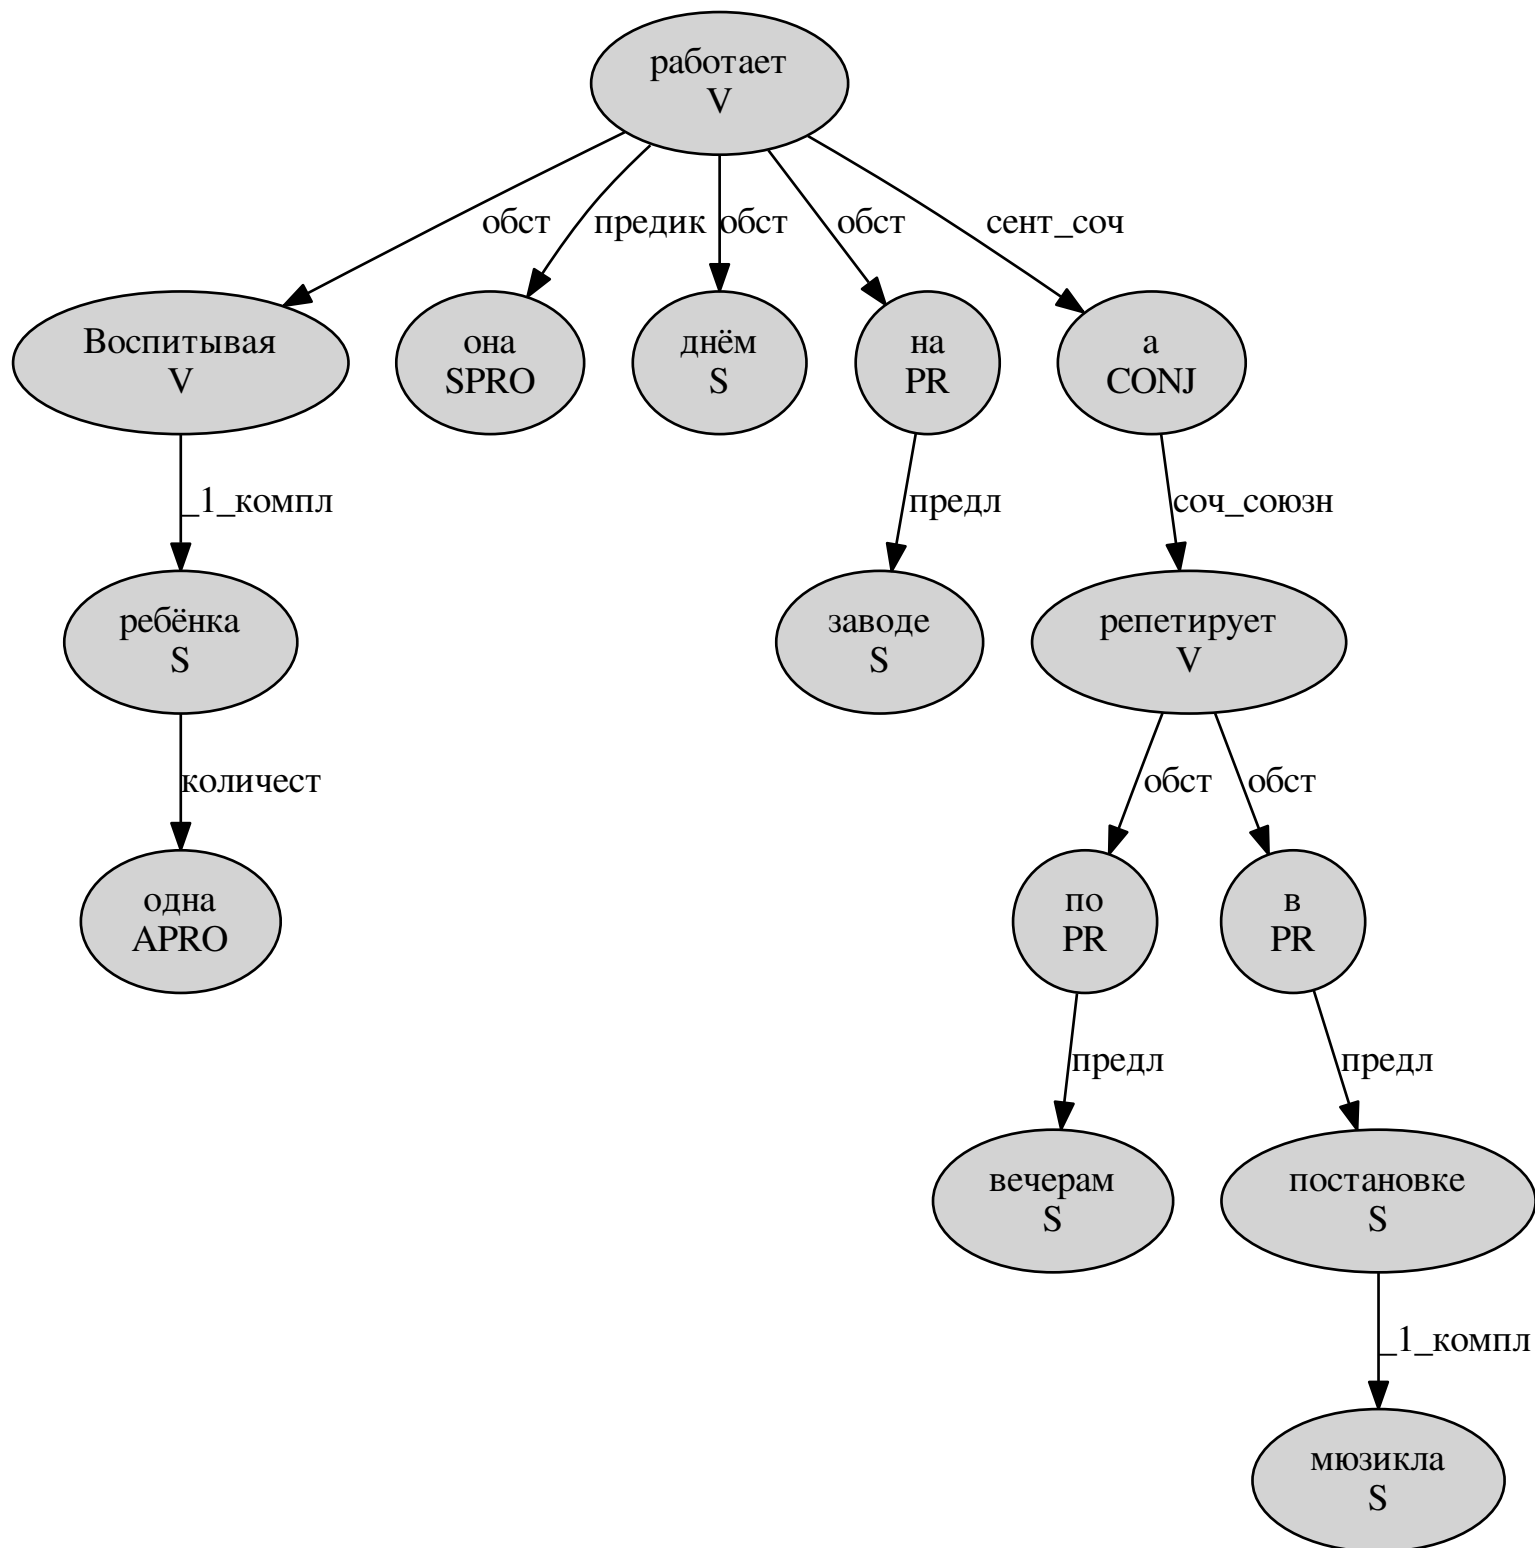 работает
V
обст
предик
обст
обст
сент_соч
Воспитывая
V
она
SPRO
днём
S
на
PR
а
CONJ
_1_компл
предл
соч_союзн
ребёнка
S
заводе
S
репетирует
V
количест
обст
обст
одна
APRO
по
PR
в
PR
предл
предл
вечерам
S
постановке
S
_1_компл
мюзикла
S